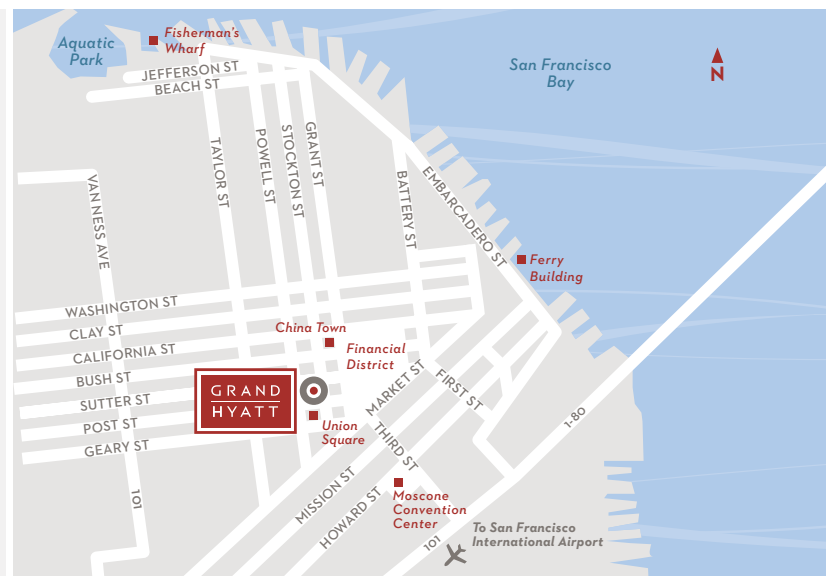 Fisherman's
Wharf
Aquatic
Park
San Francisco
Bay
N
JEFFERSON ST
BEACH ST
TAYLOR ST
POWELL ST
STOCKTON ST
GRANT ST
VAN NESS AVE
BATTERY ST
EMBARCADERO ST
Ferry
Building
WASHINGTON ST
CLAY ST
CALIFORNIA ST
BUSH ST
SUTTER ST
POST ST
GEARY ST
China Town
Financial
District
GRAND
HYATT
Union
Square
MARKET ST
FIRST ST
THIRD ST
MISSION ST
HOWARD ST
Moscone
Convention
Center
1-80
101
101
To San Francisco
International Airport